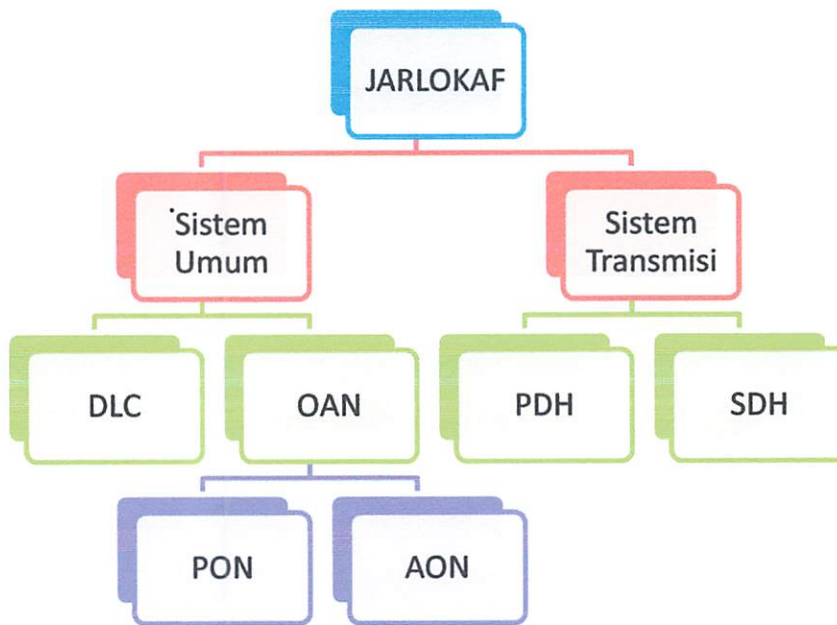 JARLOKAF
Sistem
Umum
Sistem
Transmisi
DLC
OAN
PDH
SDH
PON
AON